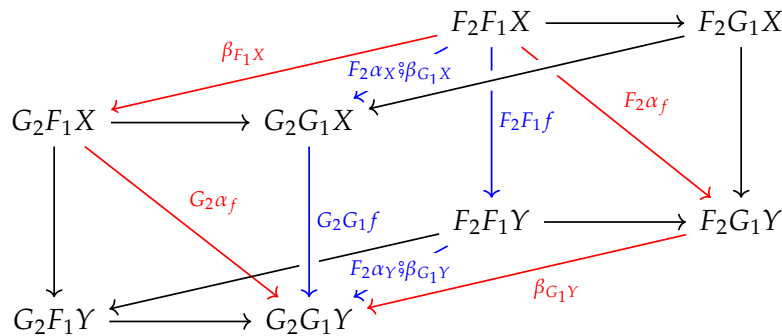 F₂F₁X F₂G₁X
β_{F₁X}
F₂α_X⨟β_{G₁X}
F₂α_f
G₂F₁X G₂G₁X
F₂F₁f
G₂α_f
G₂G₁f
F₂F₁Y F₂G₁Y
F₂α_Y⨟β_{G₁Y}
β_{G₁Y}
G₂F₁Y G₂G₁Y